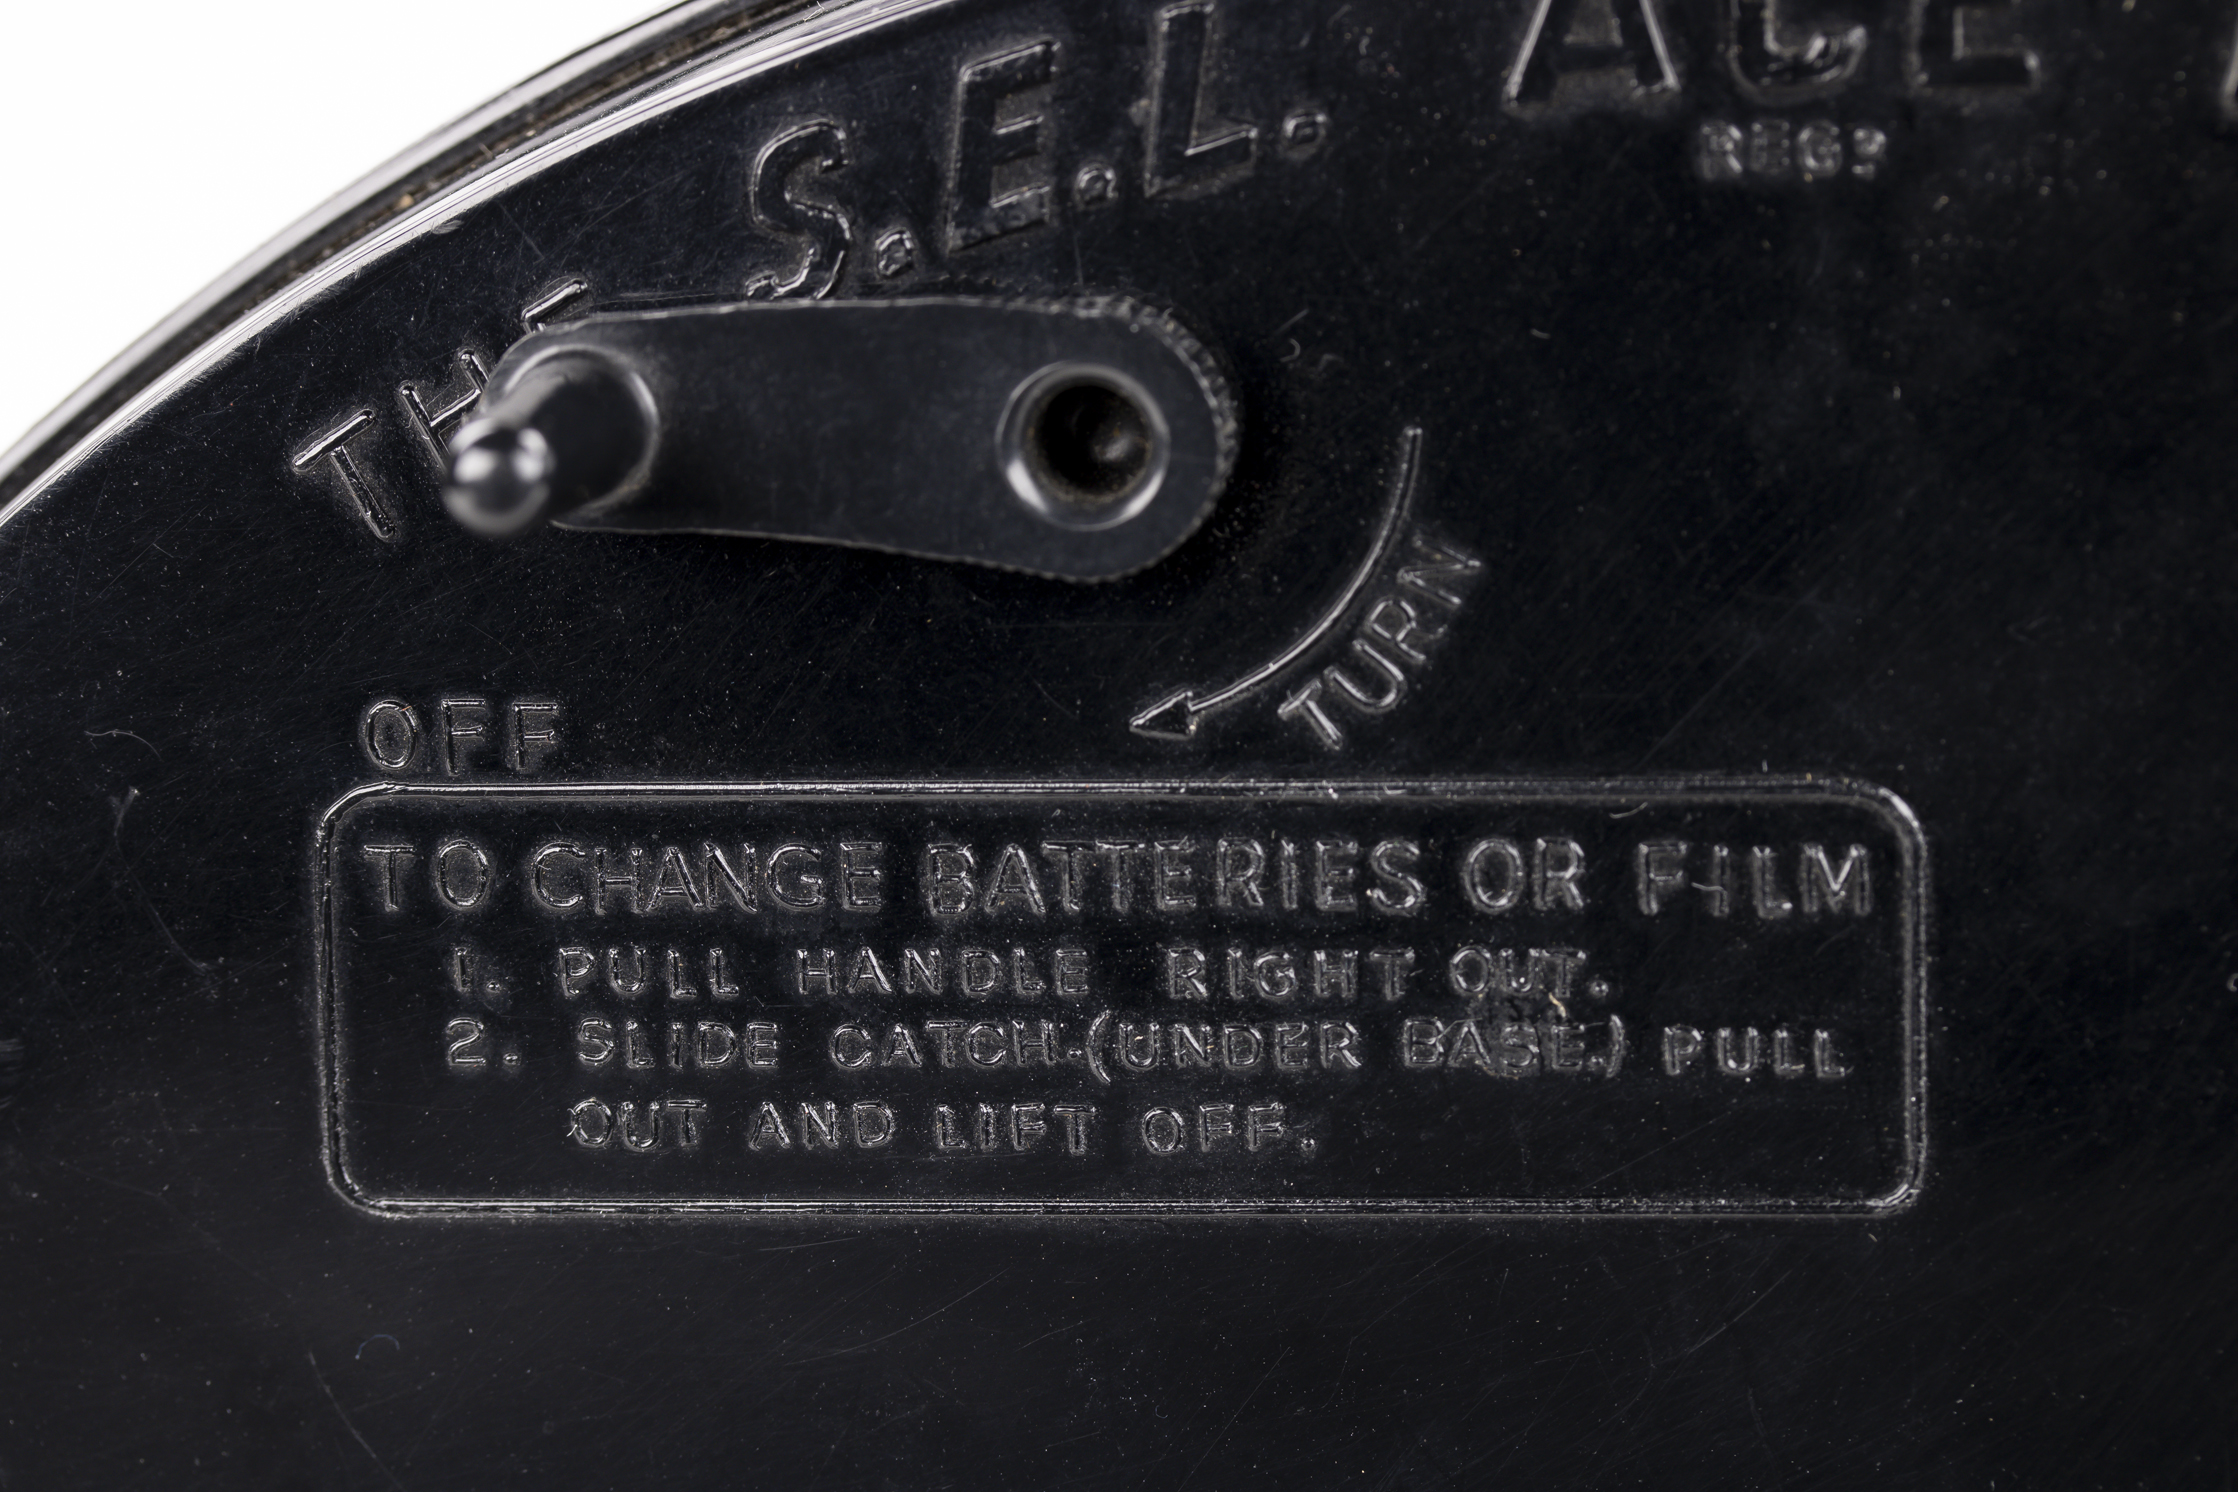 THE S.E.L. ACE
REGD
TURN
OFF
TO CHANGE BATTERIES OR FILM
1. PULL HANDLE RIGHT OUT.
2. SLIDE CATCH.(UNDER BASE.) PULL
OUT AND LIFT OFF.